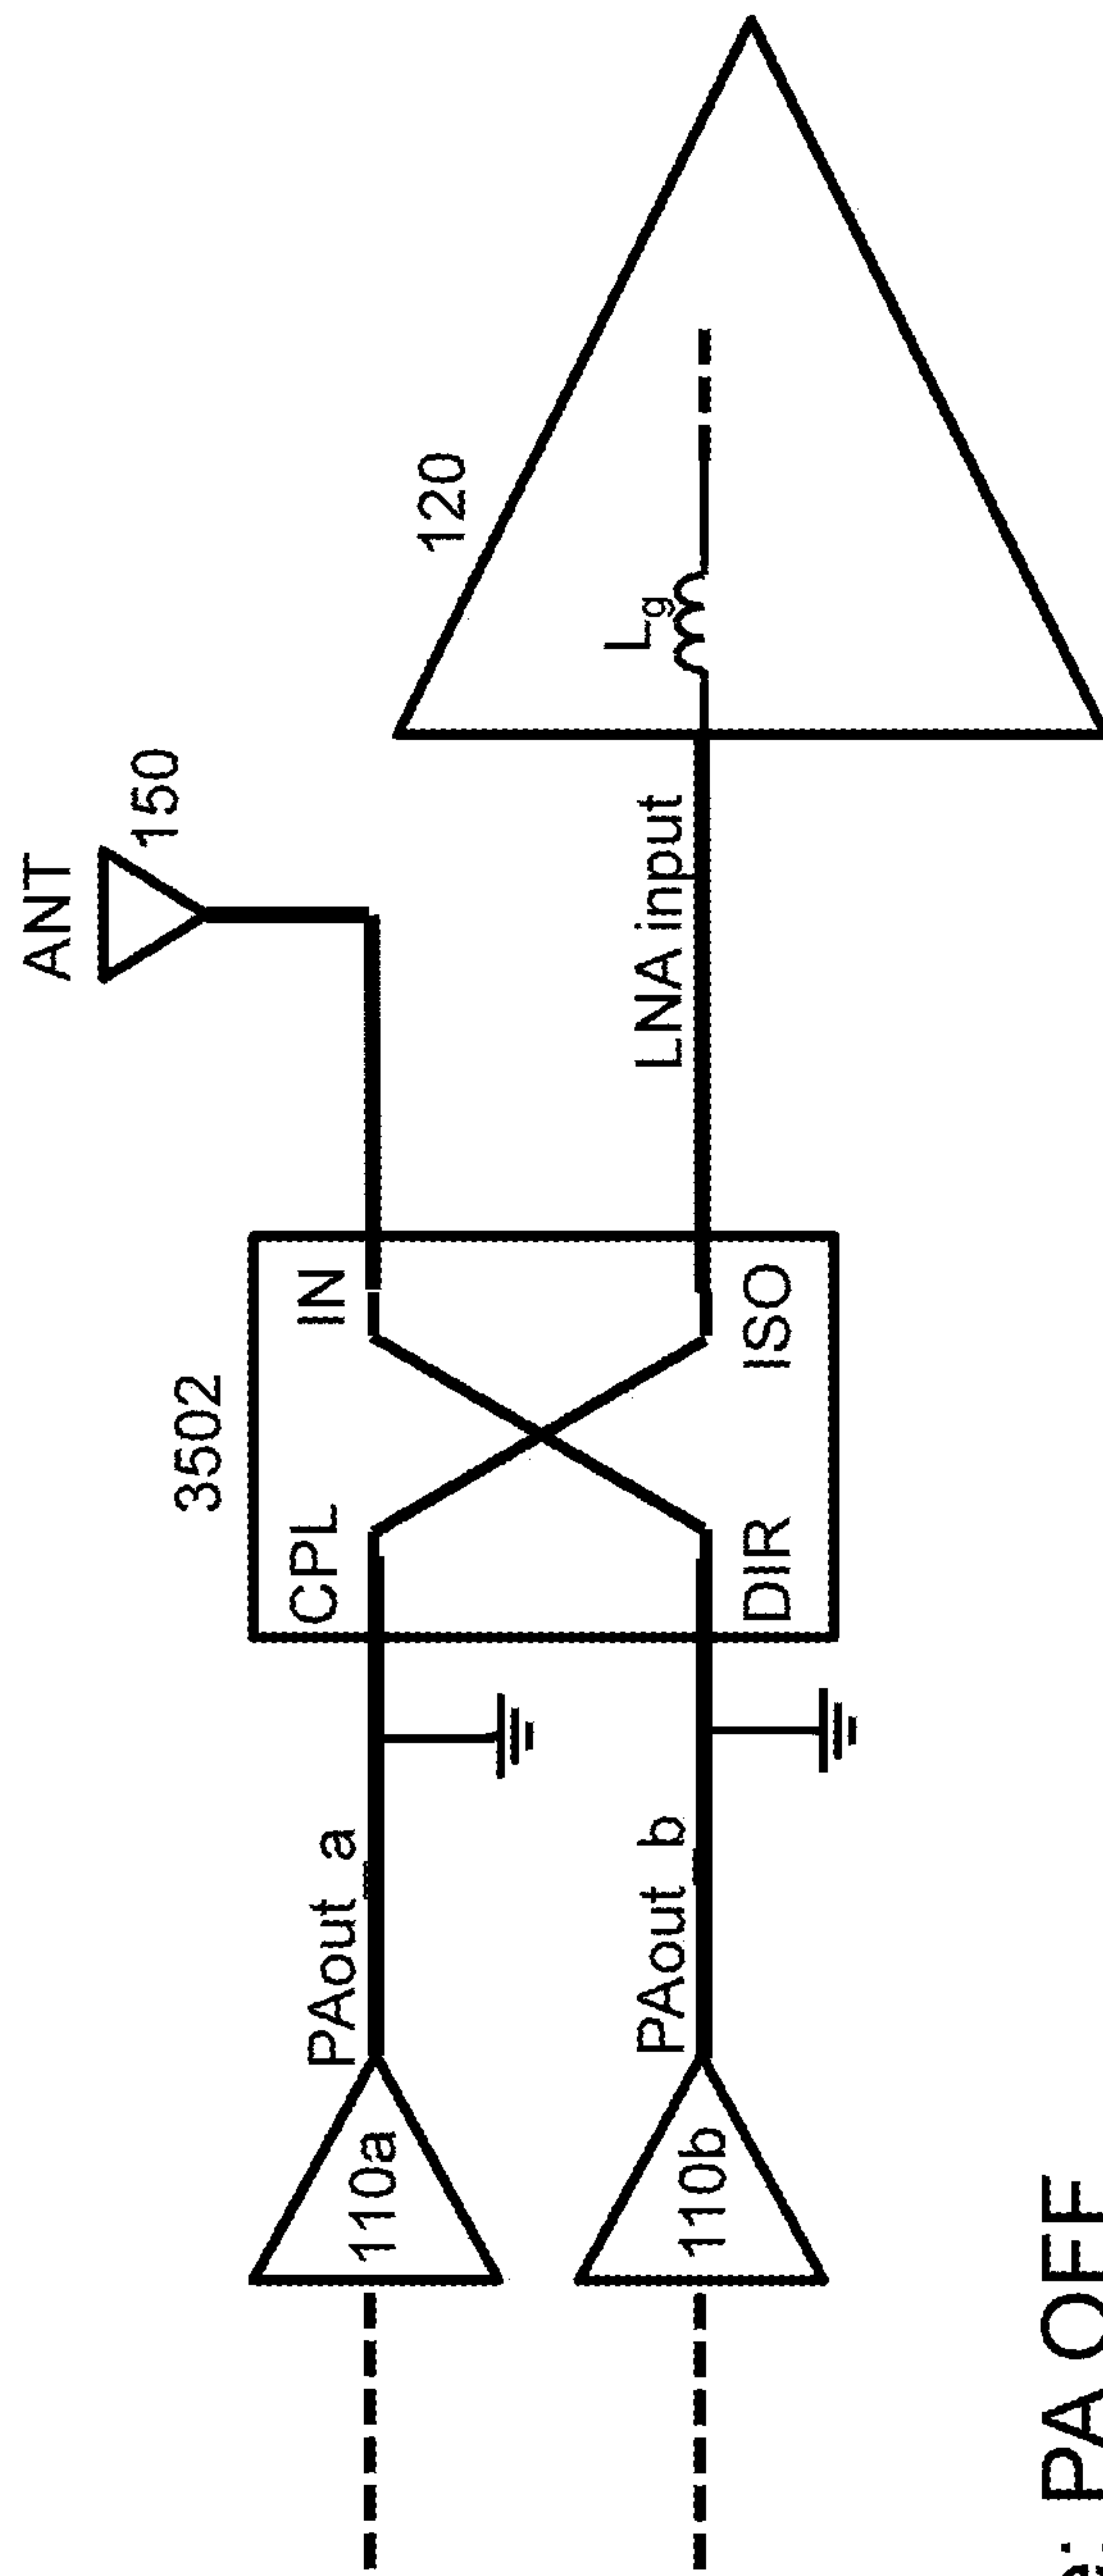 ANT
150
3502
CPL
IN
DIR
ISO
PAout_a
PAout_b
110a
110b
LNA input
120
Lg
PA OFF